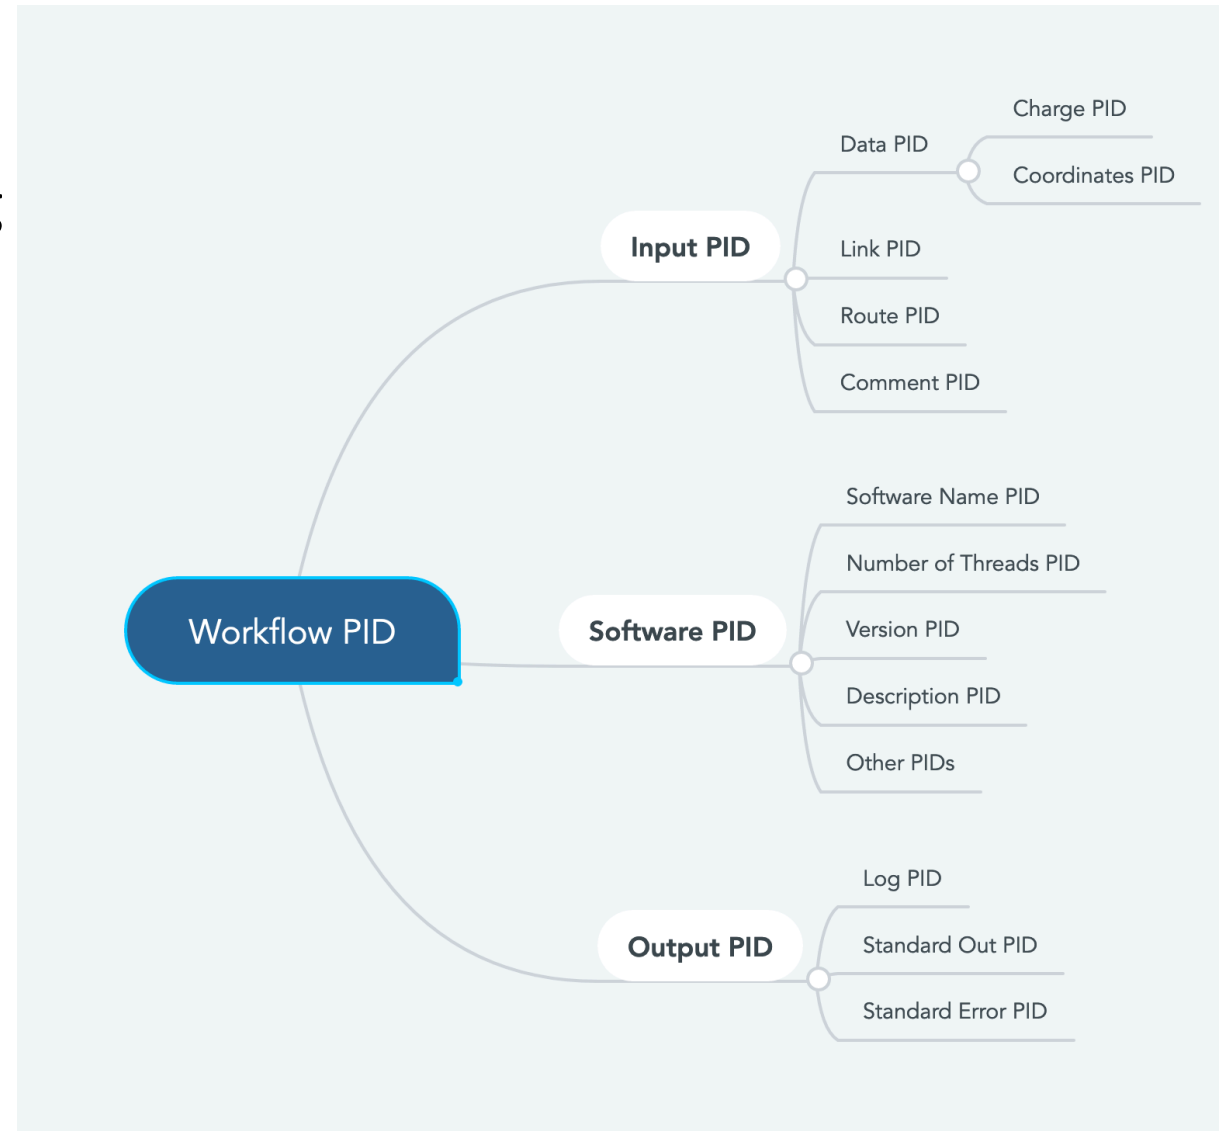 Charge PID
Data PID
Coordinates PID
Input PID
Link PID
Route PID
Comment PID
Software Name PID
Number of Threads PID
Workflow PID
Software PID
Version PID
Description PID
Other PIDs
Log PID
Output PID
Standard Out PID
Standard Error PID